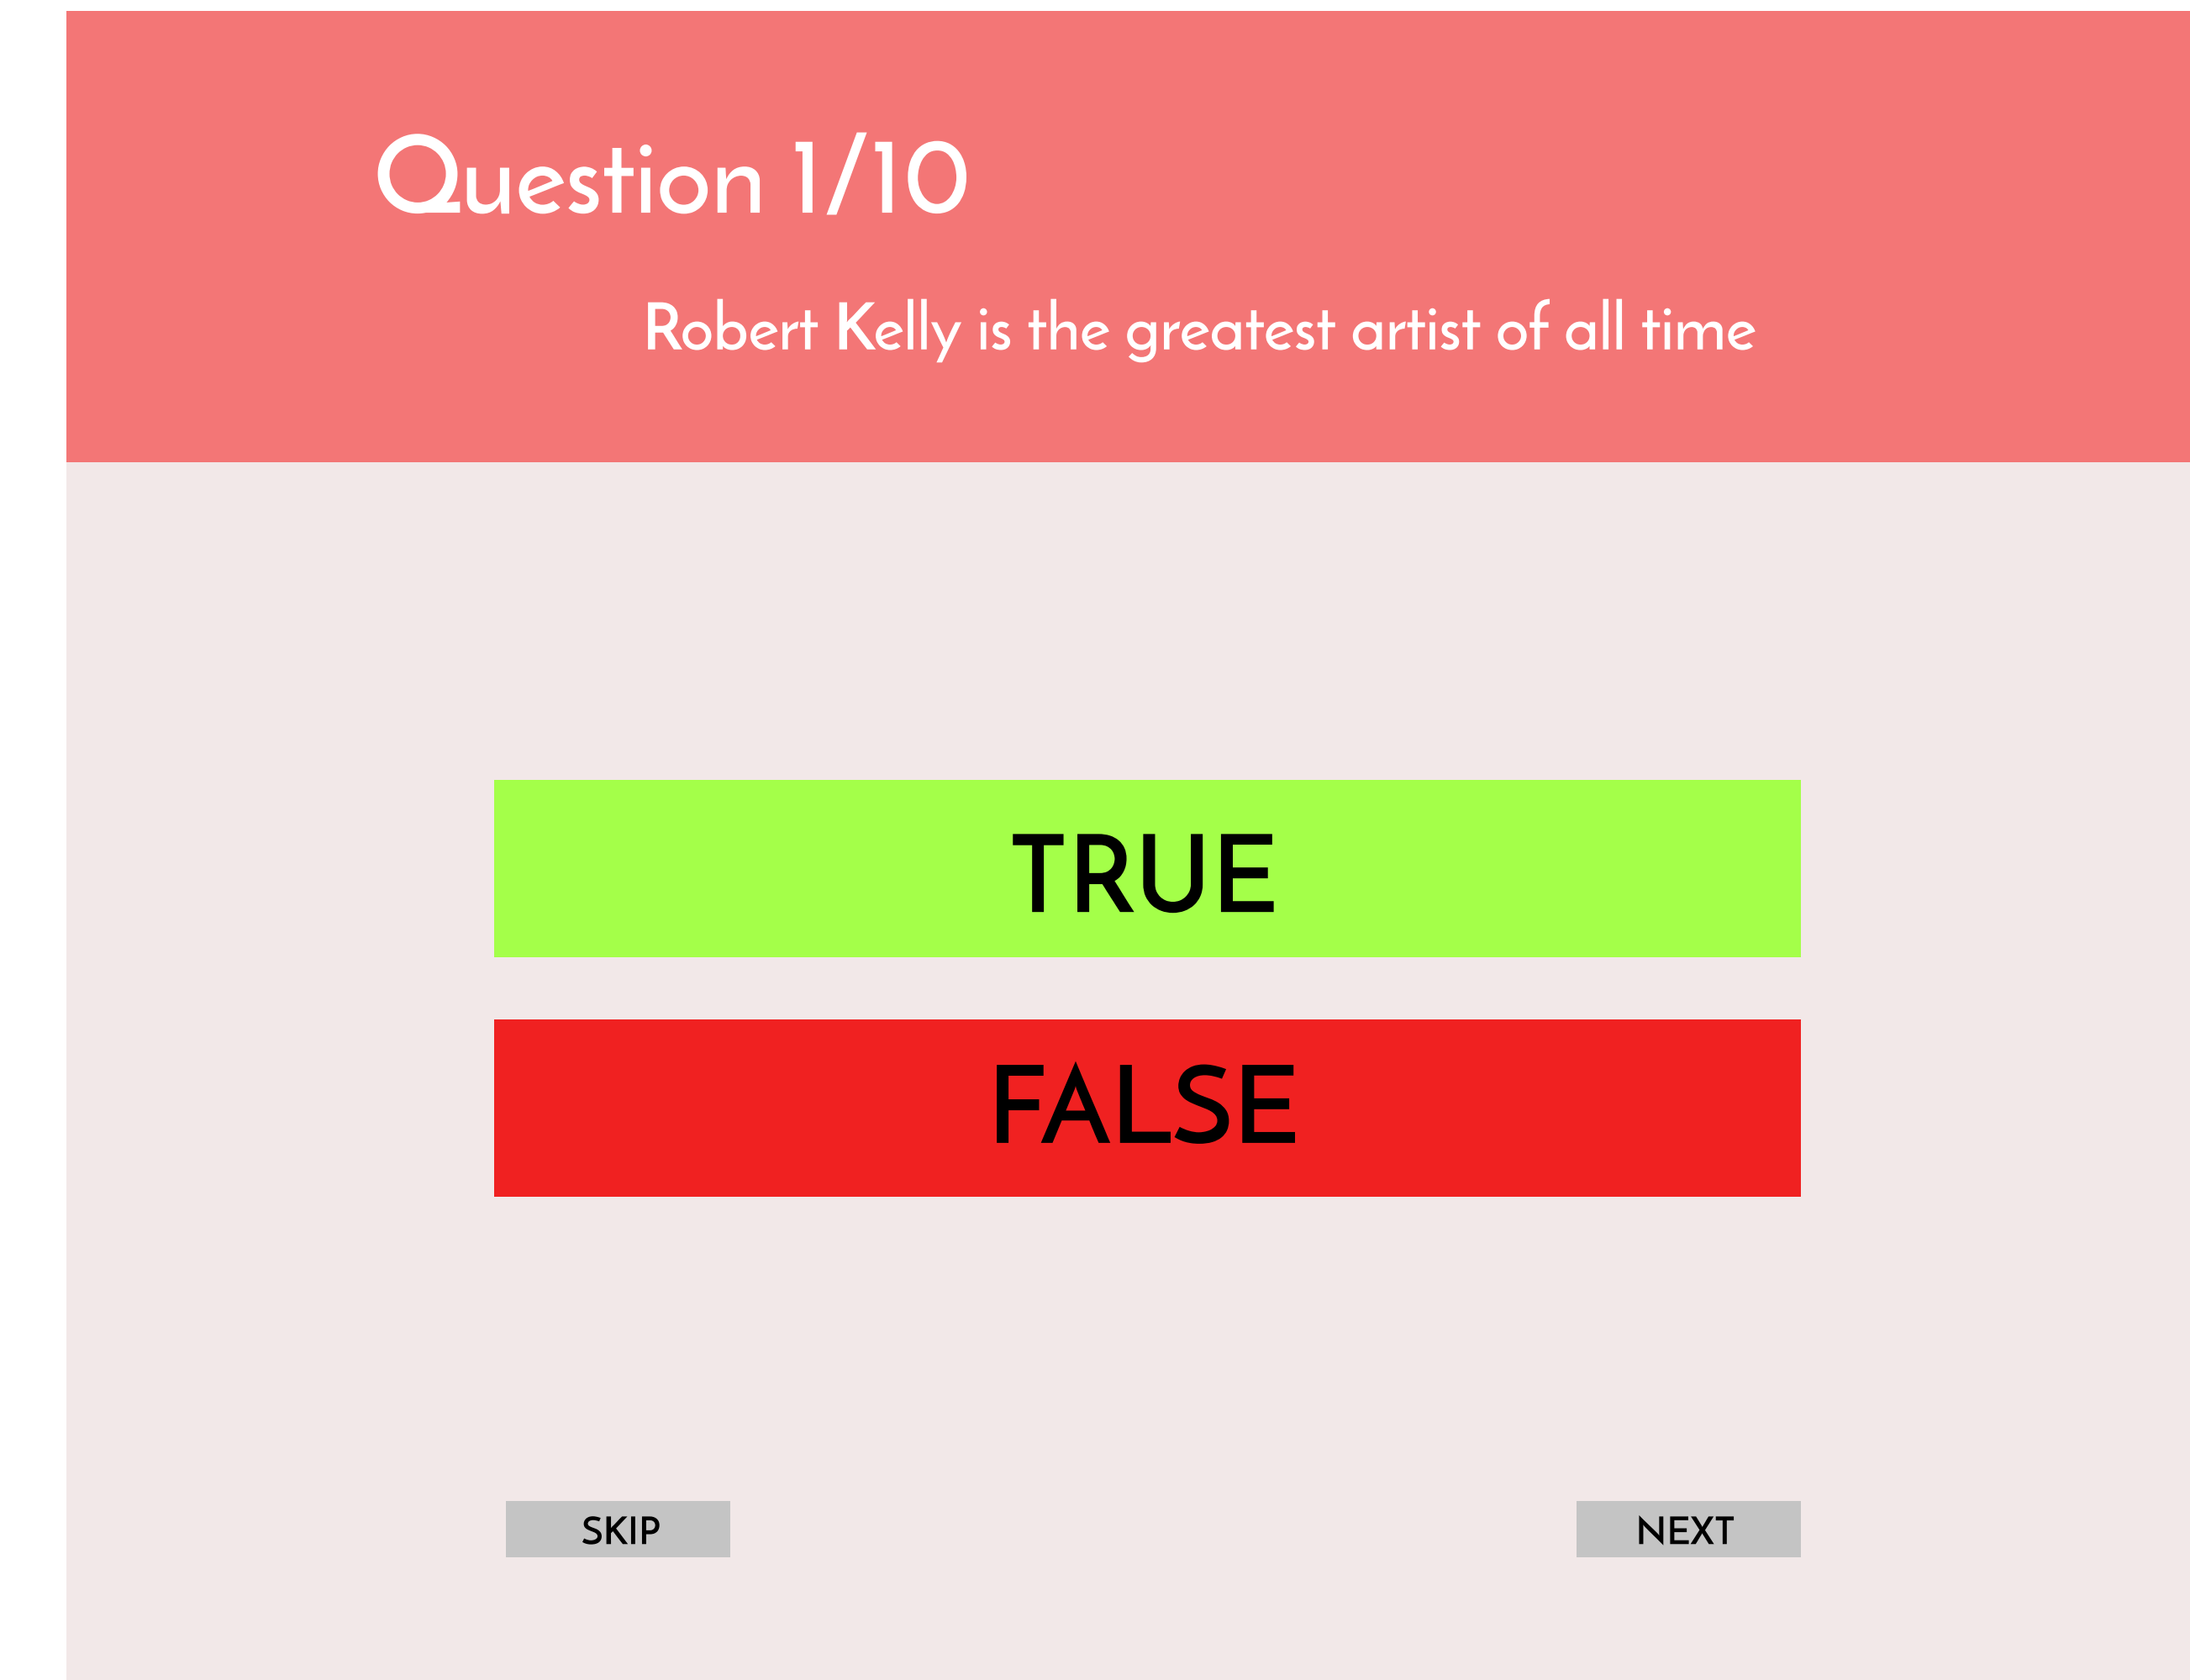 Question 1/10
Robert Kelly is the greatest artist of all time
TRUE
FALSE
SKIP
NEXT